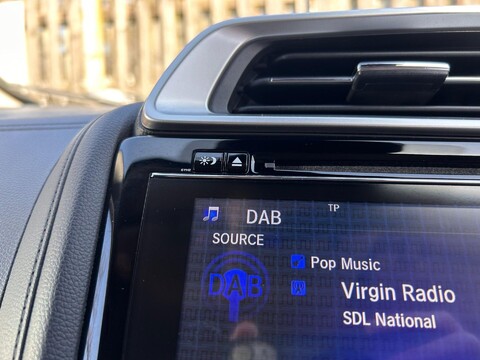 TP
DAB
SOURCE
DAB
Pop Music
Virgin Radio
SDL National